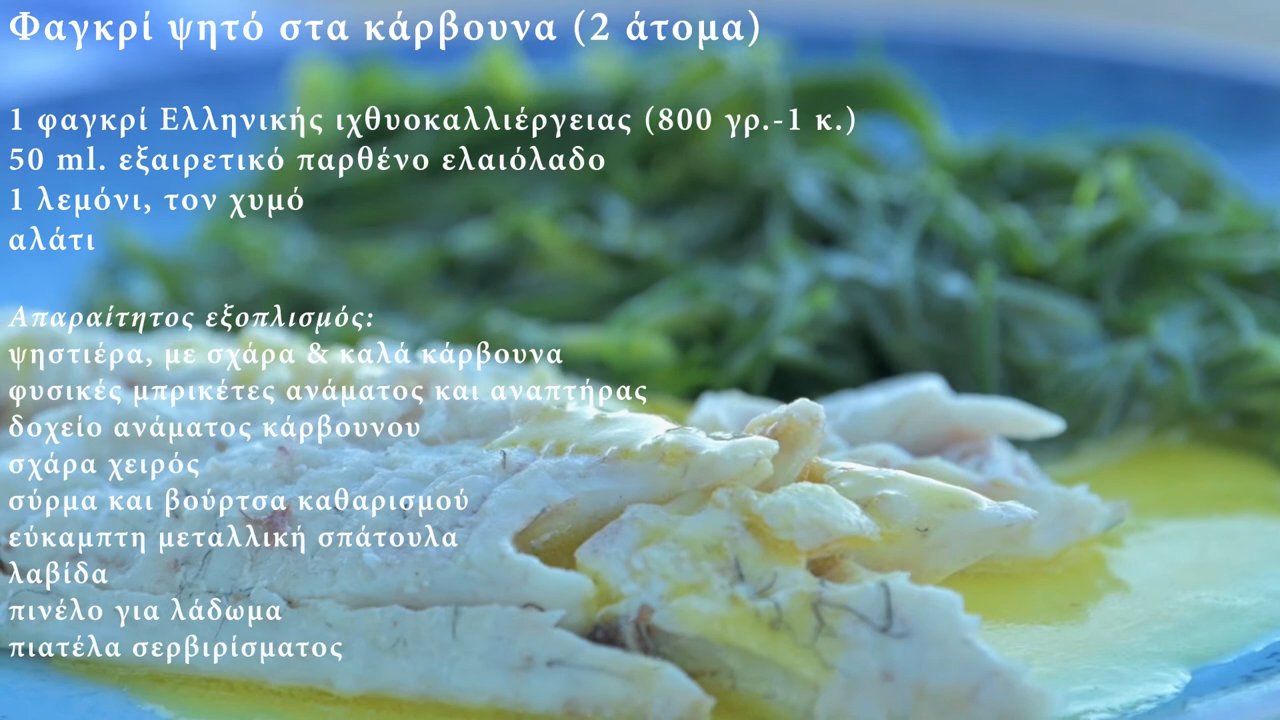 Φαγκρί ψητό στα κάρβουνα (2 άτομα)
1 φαγκρί Ελληνικής ιχθυοκαλλιέργειας (800 γρ.-1 κ.)
50 ml. εξαιρετικό παρθένο ελαιόλαδο
1 λεμόνι, τον χυμό
αλάτι
Απαραίτητος εξοπλισμός:
ψηστιέρα, με σχάρα & καλά κάρβουνα
φυσικές μπρικέτες ανάματος και αναπτήρας
δοχείο ανάματος κάρβουνου
σχάρα χειρός
σύρμα και βούρτσα καθαρισμού
εύκαμπτη μεταλλική σπάτουλα
λαβίδα
πινέλο για λάδωμα
πιατέλα σερβιρίσματος